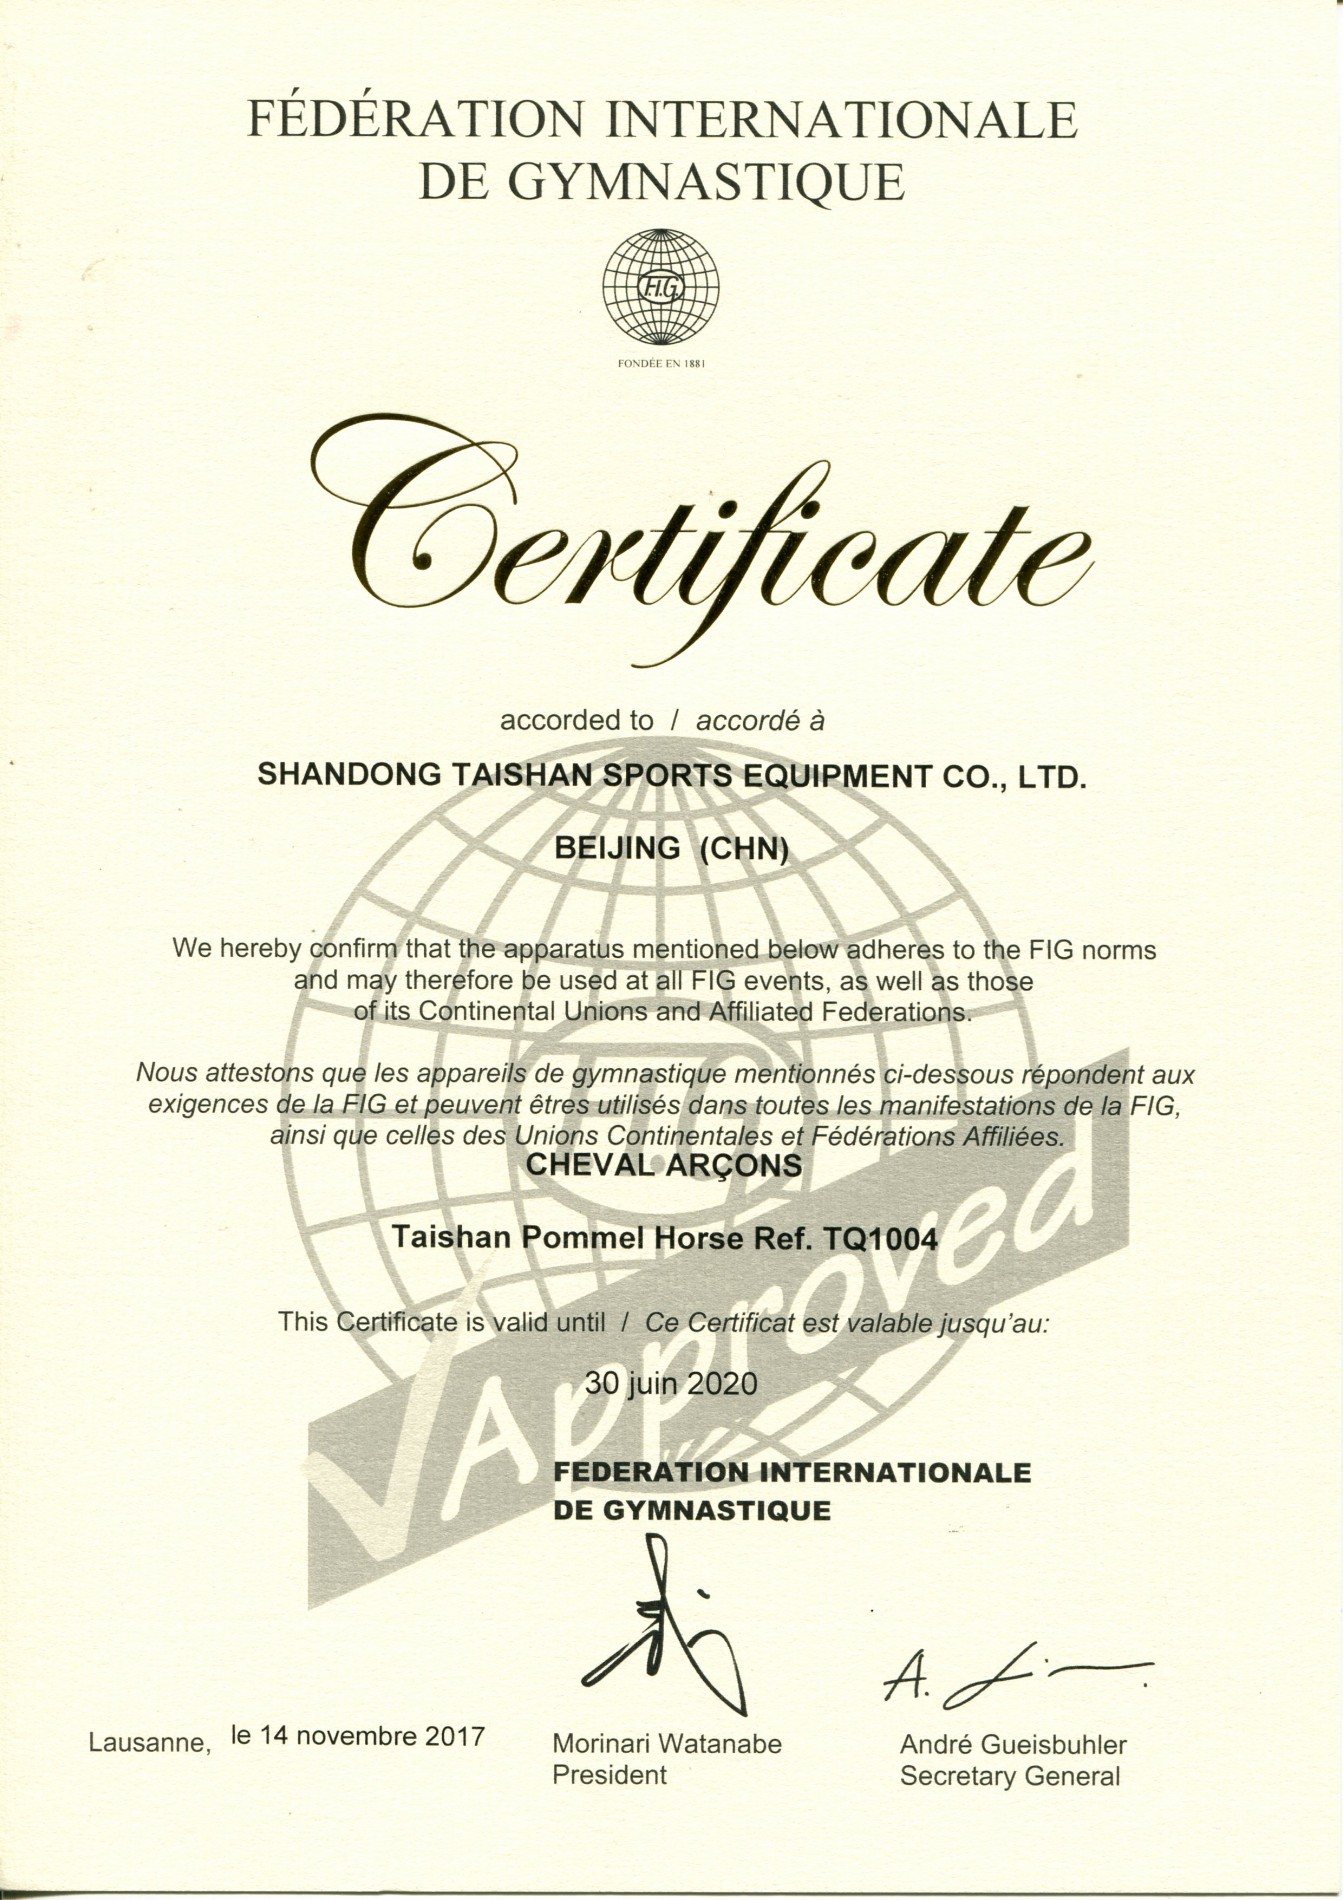 FÉDÉRATION INTERNATIONALE
DE GYMNASTIQUE
F.I.G.
FONDÉE EN 1881
Certificate
accorded to / accordé à
SHANDONG TAISHAN SPORTS EQUIPMENT CO., LTD.
BEIJING (CHN)
We hereby confirm that the apparatus mentioned below adheres to the FIG norms
and may therefore be used at all FIG events, as well as those
of its Continental Unions and Affiliated Federations.
Nous attestons que les appareils de gymnastique mentionnés ci-dessous répondent aux
exigences de la FIG et peuvent êtres utilisés dans toutes les manifestations de la FIG,
ainsi que celles des Unions Continentales et Fédérations Affiliées.
F.I.G
CHEVAL ARÇONS
Taishan Pommel Horse Ref. TQ1004
Approved
This Certificate is valid until / Ce Certificat est valable jusqu'au:
30 juin 2020
FEDERATION INTERNATIONALE
DE GYMNASTIQUE
Lausanne, le 14 novembre 2017
Morinari Watanabe
President
André Gueisbuhler
Secretary General